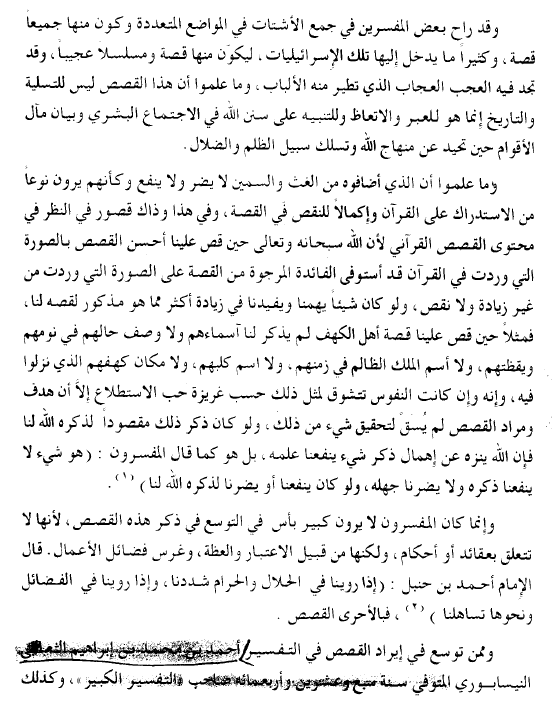 وقد راح بعض المفسرين في جمع الأشتات في المواضع المتعددة وكون منها جميعاً
قصة ، وكثيراً ما يدخل إليها تلك الإسرائيليات، ليكوّن منها قصة ومسلسلا عجيباً، وقد
تجد فيه العجب العجاب الذي تطير منه الألباب ، وما علموا أن هذا القصص ليس للتسلية
والتاريخ إنما هو للعبر والاتعاظ وللتنبيه على سنن الله في الاجتماع البشري وبيان مآل
الأقوام حين تحيد عن منهاج الله وتسلك سبيل الظلم والضلال.
وما علموا أن الذي أضافوه من الغث والسمين لا يضر ولا ينفع وكأنهم يرون نوعاً
من الاستدراك على القرآن وإكمالاً للنقص في القصة، وفي هذا وذاك قصور في النظر في
محتوى القصص القرآني لأن الله سبحانه وتعالى حين قص علينا أحسن القصص بالصورة
التي وردت في القرآن قد أستوفى الفائدة المرجوة من القصة على الصورة التي وردت من
غير زيادة ولا نقص، ولو كان شيئاً يهمنا ويفيدنا في زيادة أكثر مما هو مذكور لقصه لنا،
فمثلاً حين قص علينا قصة أهل الكهف لم يذكر لنا آسماءهم ولا وصف حالهم في نومهم
ويقظتهم، ولا أسم الملك الظالم في زمنهم، ولا اسم كلبهم، ولا مكان كهفهم الذي نزلوا
فيه، وإنه وإن كانت النفوس تتشوق لمثل ذلك حسب غريزة حب الاستطلاع إلاَّ أن هدف
ومراد القصص لم يُسقْ لتحقيق شيء من ذلك، ولو كان ذكر ذلك مقصوداً لذكره الله لنا
فإن الله ينزه عن إهمال ذكر شيء ينفعنا علمه، بل هو كما قال المفسرون : (هو شيء لا
ينفعنا ذكره ولا يضرنا جهله، ولو كان ينفعنا أو يضرنا لذكره الله لنا) (١) .
وإنما كان المفسرون لا يرون كبير بأس في التوسع في ذكر هذه القصص، لأنها لا
تتعلق بعقائد أو أحكام، ولكنها من قبيل الاعتبار والعظة، وغرس فضائل الأعمال. قال
الإمام أحمد بن حنبل : (إذا روينا في الحلال والحرام شددنا، وإذا روينا في الفضائل
ونحوها تساهلنا) (٢) ، فبالأحرى القصص .
وممن توسع في إيراد القصص في التفسير أحمد بن محمد بن إبراهيم الثعلبي
النيسابوري المتوفي سنة سبع وعشرين وأربعمائة صاحب «التفسير الكبير»، وكذلك